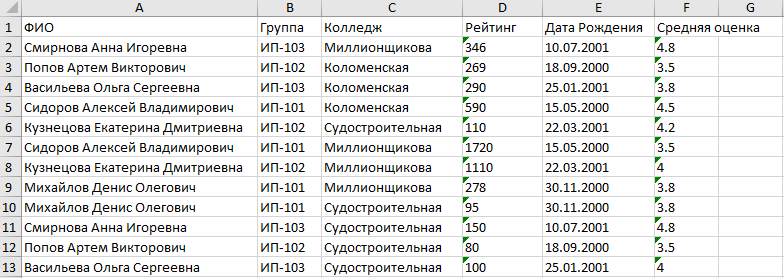 A B C D E F G
1 ФИО Группа Колледж Рейтинг Дата Рождения Средняя оценка
2 Смирнова Анна Игоревна ИП-103 Миллионщикова 346 10.07.2001 4.8
3 Попов Артем Викторович ИП-102 Коломенская 269 18.09.2000 3.5
4 Васильева Ольга Сергеевна ИП-103 Коломенская 290 25.01.2001 3.8
5 Сидоров Алексей Владимирович ИП-101 Коломенская 590 15.05.2000 4.5
6 Кузнецова Екатерина Дмитриевна ИП-102 Судостроительная 110 22.03.2001 4.2
7 Сидоров Алексей Владимирович ИП-101 Миллионщикова 1720 15.05.2000 3.5
8 Кузнецова Екатерина Дмитриевна ИП-102 Миллионщикова 1110 22.03.2001 4
9 Михайлов Денис Олегович ИП-101 Миллионщикова 278 30.11.2000 3.8
10 Михайлов Денис Олегович ИП-101 Судостроительная 95 30.11.2000 3.8
11 Смирнова Анна Игоревна ИП-103 Судостроительная 150 10.07.2001 4.8
12 Попов Артем Викторович ИП-102 Судостроительная 80 18.09.2000 3.5
13 Васильева Ольга Сергеевна ИП-103 Судостроительная 100 25.01.2001 4